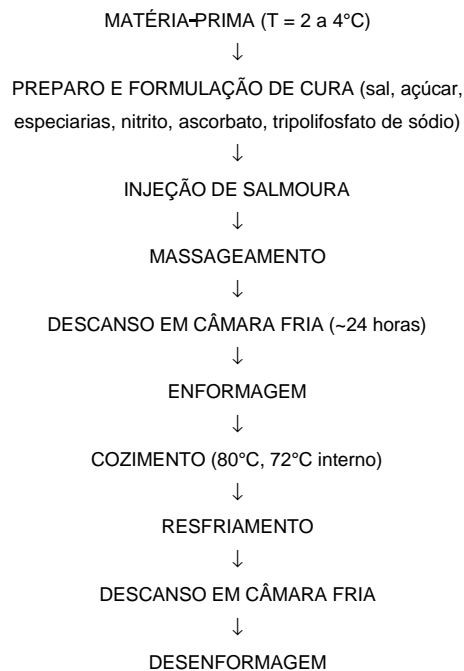 MATÉRIA-PRIMA (T = 2 a 4°C)
↓
PREPARO E FORMULAÇÃO DE CURA (sal, açúcar,
especiarias, nitrito, ascorbato, tripolifosfato de sódio)
↓
INJEÇÃO DE SALMOURA
↓
MASSAGEAMENTO
↓
DESCANSO EM CÂMARA FRIA (~24 horas)
↓
ENFORMAGEM
↓
COZIMENTO (80°C, 72°C interno)
↓
RESFRIAMENTO
↓
DESCANSO EM CÂMARA FRIA
↓
DESENFORMAGEM